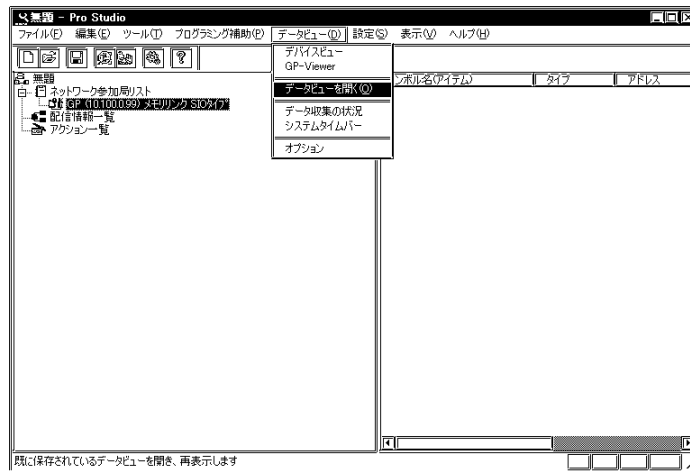 無題 - Pro Studio
ファイル(F) 編集(E) ツール(T) プログラミング補助(P) データビュー(D) 設定(S) 表示(V) ヘルプ(H)
デバイスビュー
GP-Viewer
データビューを開く(O)
データ収集の状況
システムタイムバー
オプション
無題
ネットワーク参加局リスト
GP (10.100.0.99) メモリリンク SIOタイプ
配信情報一覧
アクション一覧
ンボル名(アイテム) タイプ アドレス
既に保存されているデータビューを開き、再表示します